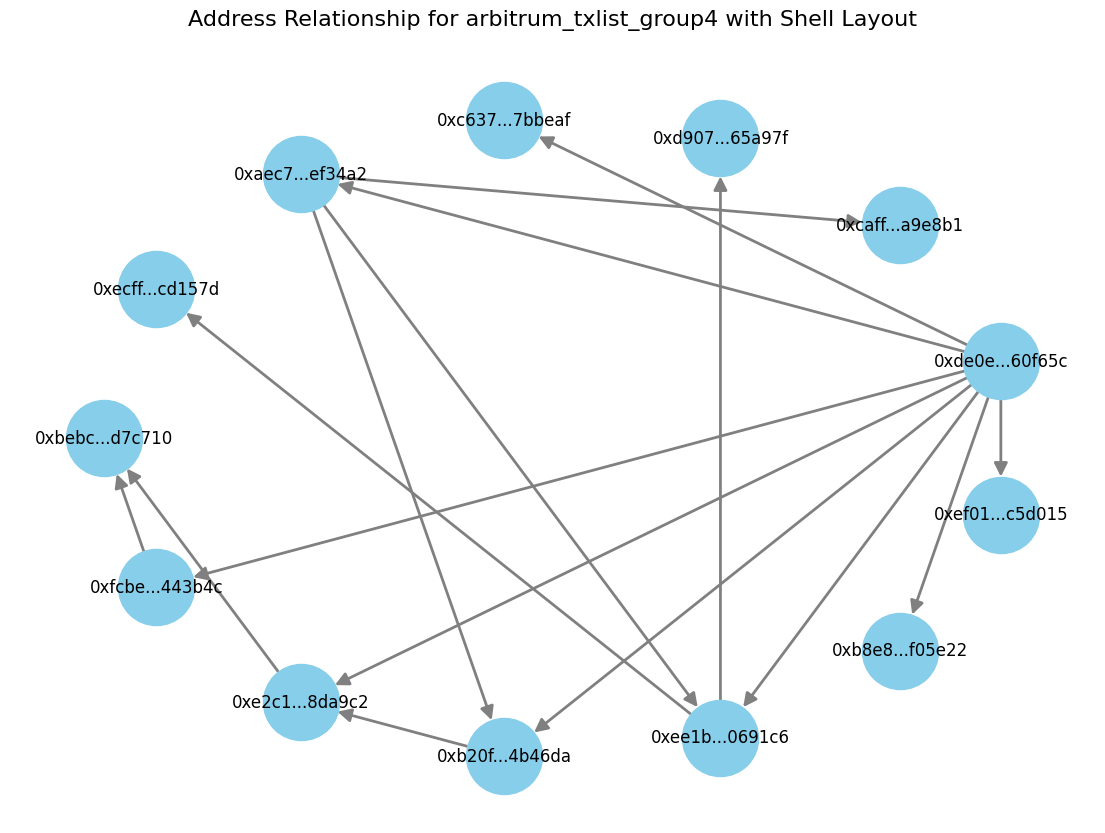 Address Relationship for arbitrum_txlist_group4 with Shell Layout
0xc637...7bbeaf
0xd907...65a97f
0xaec7...ef34a2
0xcaff...a9e8b1
0xecff...cd157d
0xde0e...60f65c
0xbebc...d7c710
0xef01...c5d015
0xfcbe...443b4c
0xb8e8...f05e22
0xe2c1...8da9c2
0xee1b...0691c6
0xb20f...4b46da